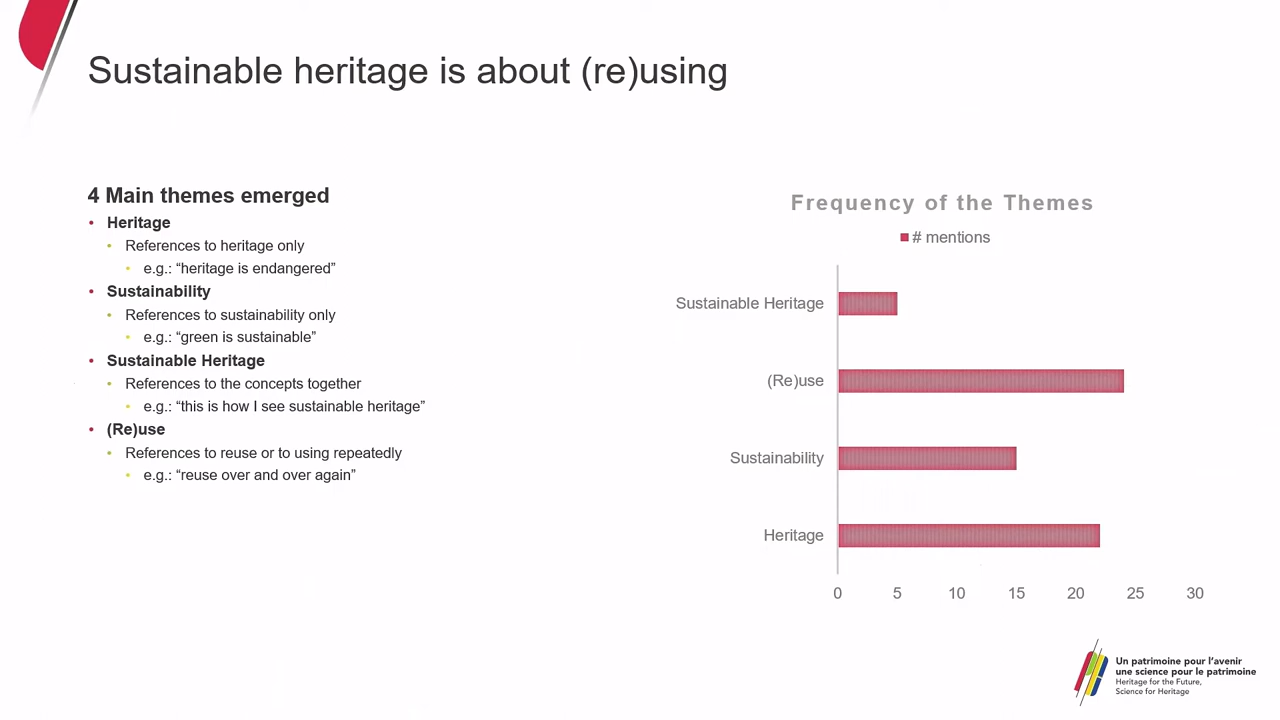 Sustainable heritage is about (re)using
4 Main themes emerged
• Heritage
• References to heritage only
• e.g.: “heritage is endangered”
• Sustainability
• References to sustainability only
• e.g.: “green is sustainable”
• Sustainable Heritage
• References to the concepts together
• e.g.: “this is how I see sustainable heritage”
• (Re)use
• References to reuse or to using repeatedly
• e.g.: “reuse over and over again”
Frequency of the Themes
# mentions
Sustainable Heritage
(Re)use
Sustainability
Heritage
0 5 10 15 20 25 30
Un patrimoine pour l’avenir
une science pour le patrimoine
Heritage for the Future,
Science for Heritage